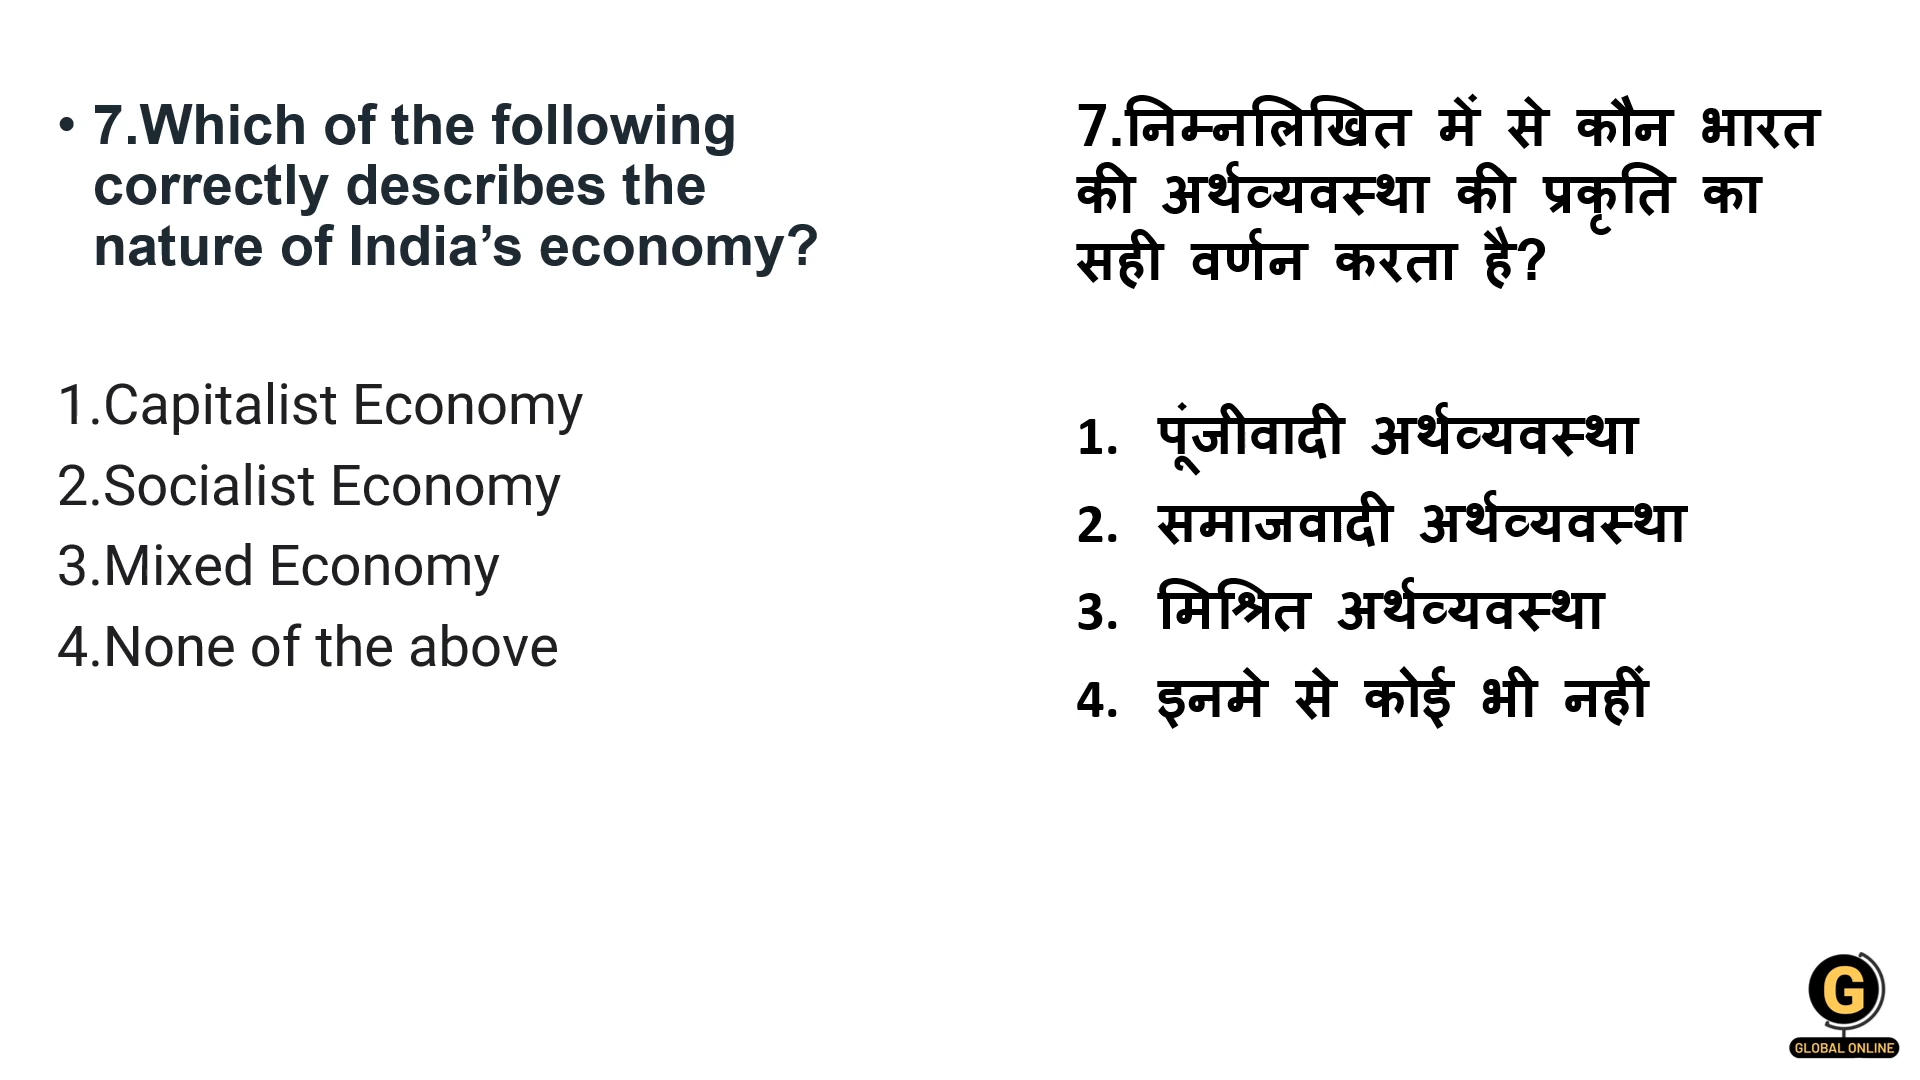 • 7.Which of the following
correctly describes the
nature of India’s economy?
1.Capitalist Economy
2.Socialist Economy
3.Mixed Economy
4.None of the above
7.निम्नलिखित में से कौन भारत
की अर्थव्यवस्था की प्रकृति का
सही वर्णन करता है?
1. पूंजीवादी अर्थव्यवस्था
2. समाजवादी अर्थव्यवस्था
3. मिश्रित अर्थव्यवस्था
4. इनमे से कोई भी नहीं
G
GLOBAL ONLINE